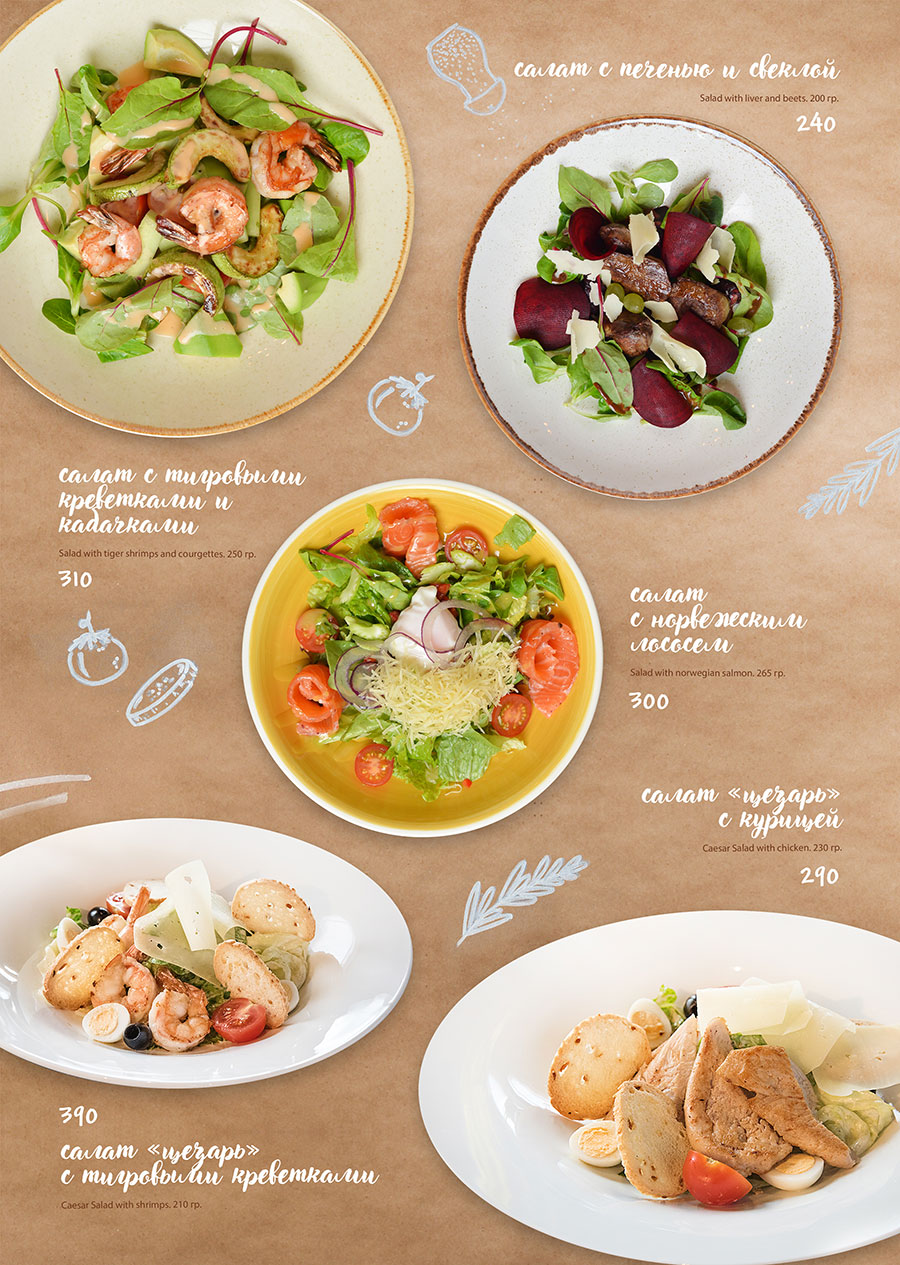 салат с печенью и свеклой
Salad with liver and beets. 200 гр.
240
салат с тигровыми
креветками и
кабачками
Salad with tiger shrimps and courgettes. 250 гр.
310
салат
с норвежским
лососем
Salad with norwegian salmon. 265 гр.
300
салат «цезарь»
с курицей
Caesar Salad with chicken. 230 гр.
290
390
салат «цезарь»
с тигровыми креветками
Caesar Salad with shrimps. 210 гр.